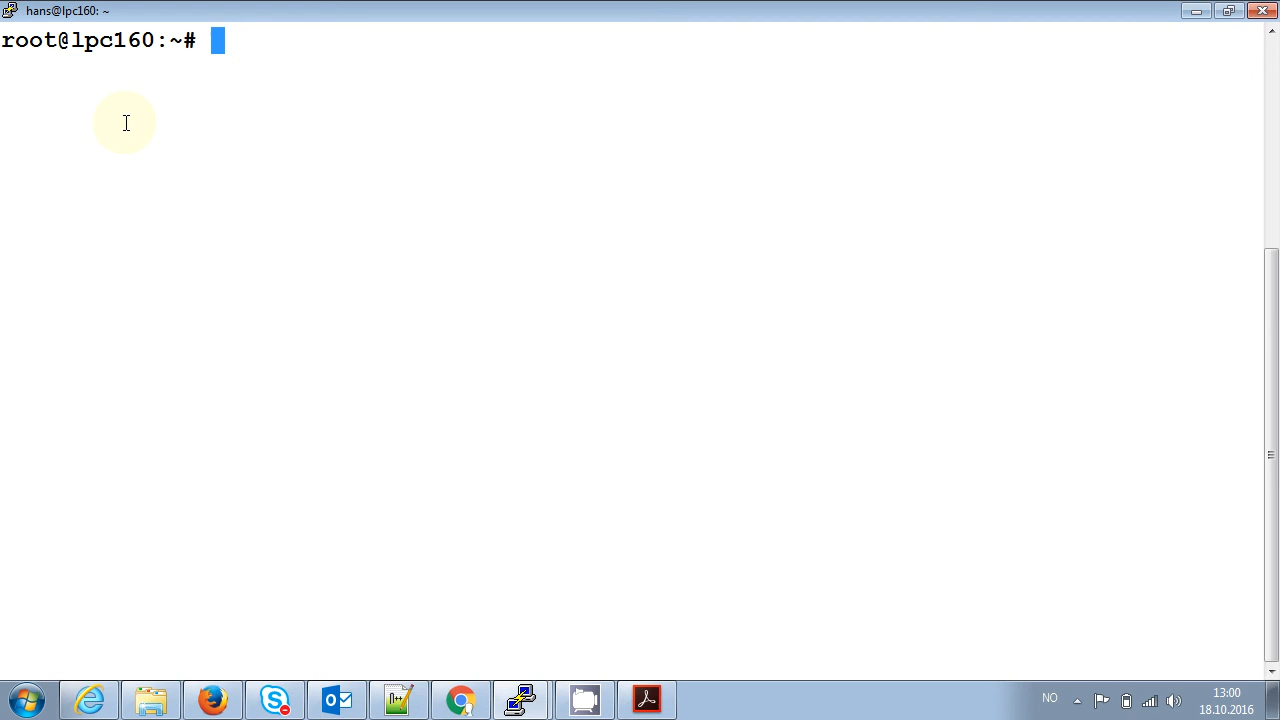 hans@lpc160: ~
root@lpc160:~#
NO
13:00
18.10.2016